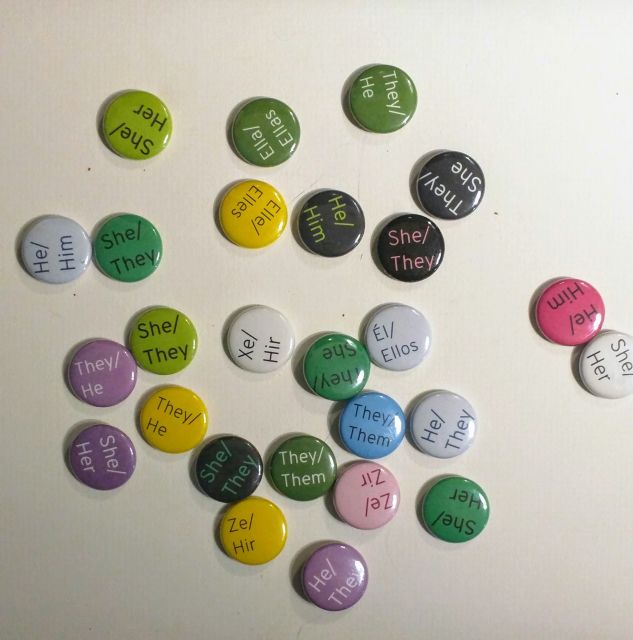 They/
He
She/
Her
Ella/
Ellas
They/
She
Elle/
Elles
He/
Him
She/
They
He/
Him
She/
They
He/
Him
She/
They
Xe/
Hir
Él/
Ellos
They/
She
She/
Her
They/
He
They/
He
They/
Them
He/
They
She/
Her
She/
They
They/
Them
Ze/
Zir
She/
Her
Ze/
Hir
He/
They